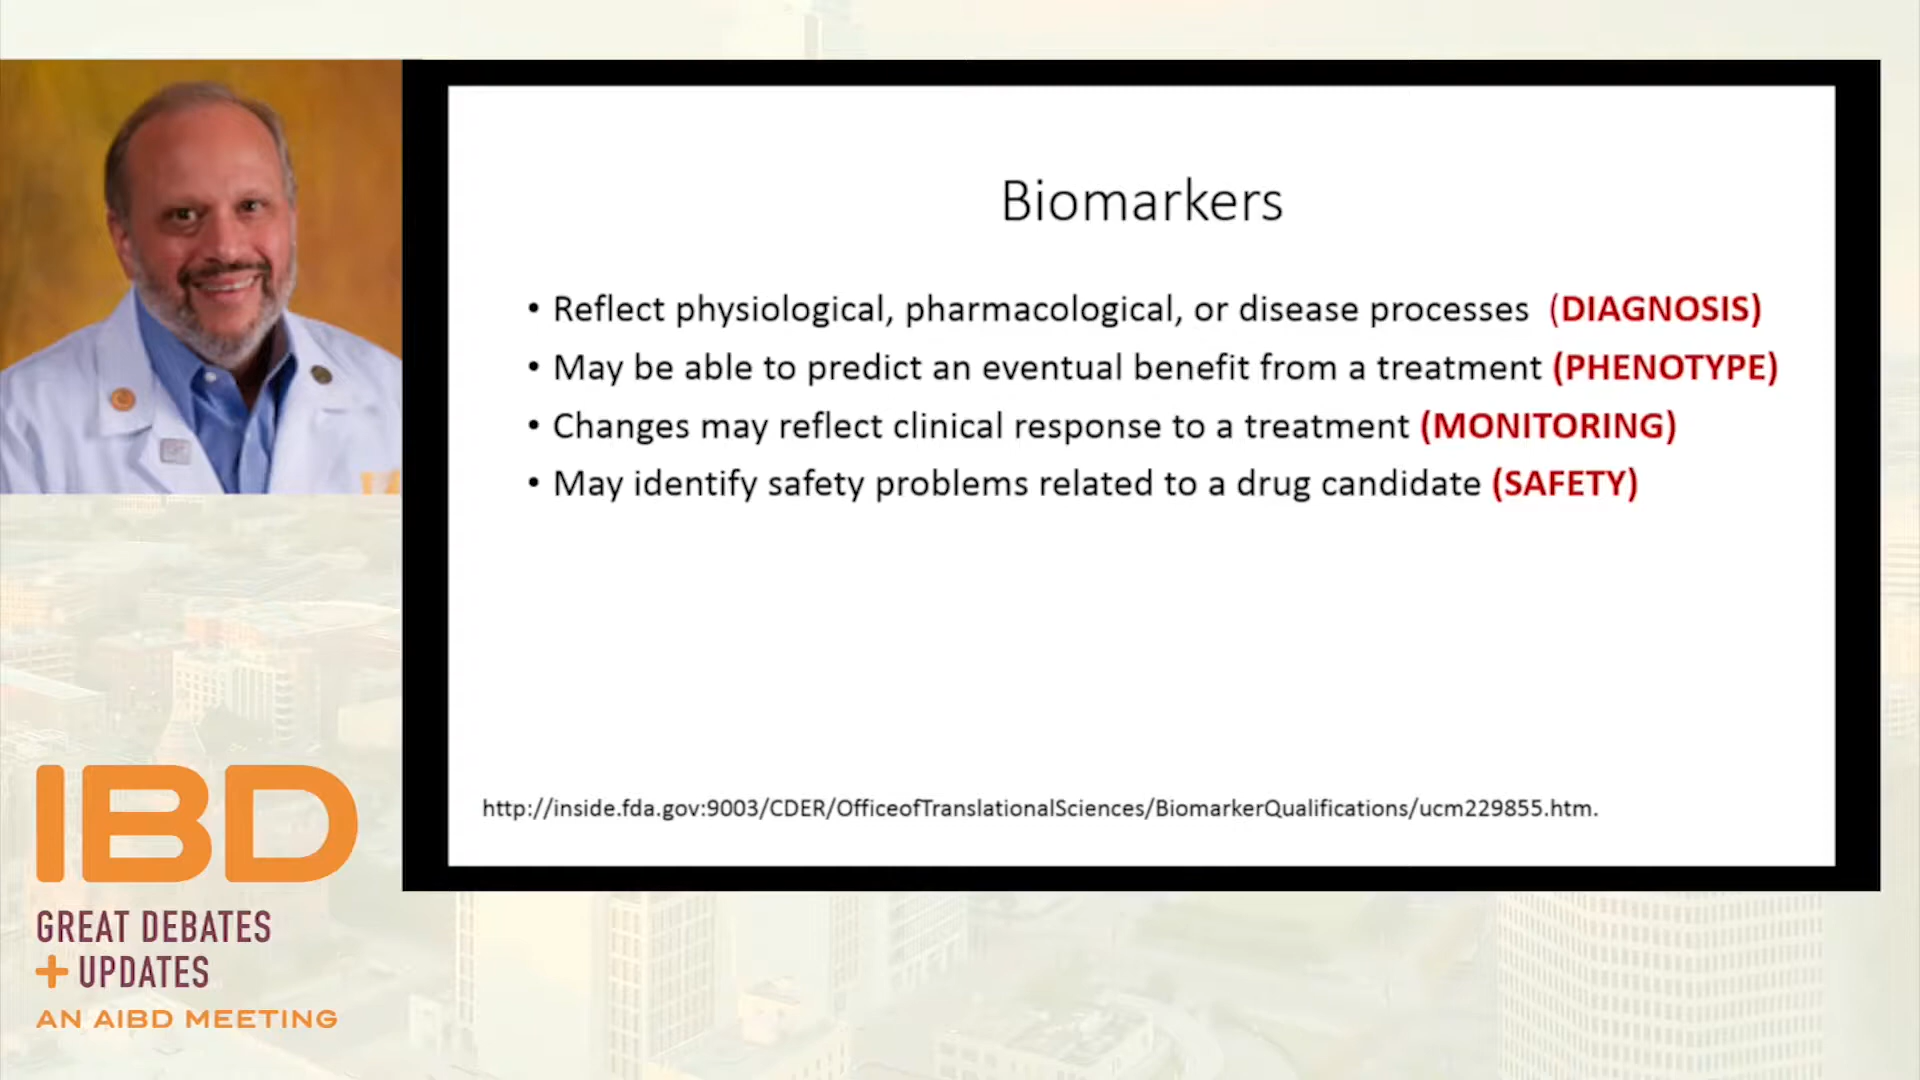 Biomarkers
• Reflect physiological, pharmacological, or disease processes (DIAGNOSIS)
• May be able to predict an eventual benefit from a treatment (PHENOTYPE)
• Changes may reflect clinical response to a treatment (MONITORING)
• May identify safety problems related to a drug candidate (SAFETY)
http://inside.fda.gov:9003/CDER/OfficeofTranslationalSciences/BiomarkerQualifications/ucm229855.htm.
IBD
GREAT DEBATES
+ UPDATES
AN AIBD MEETING